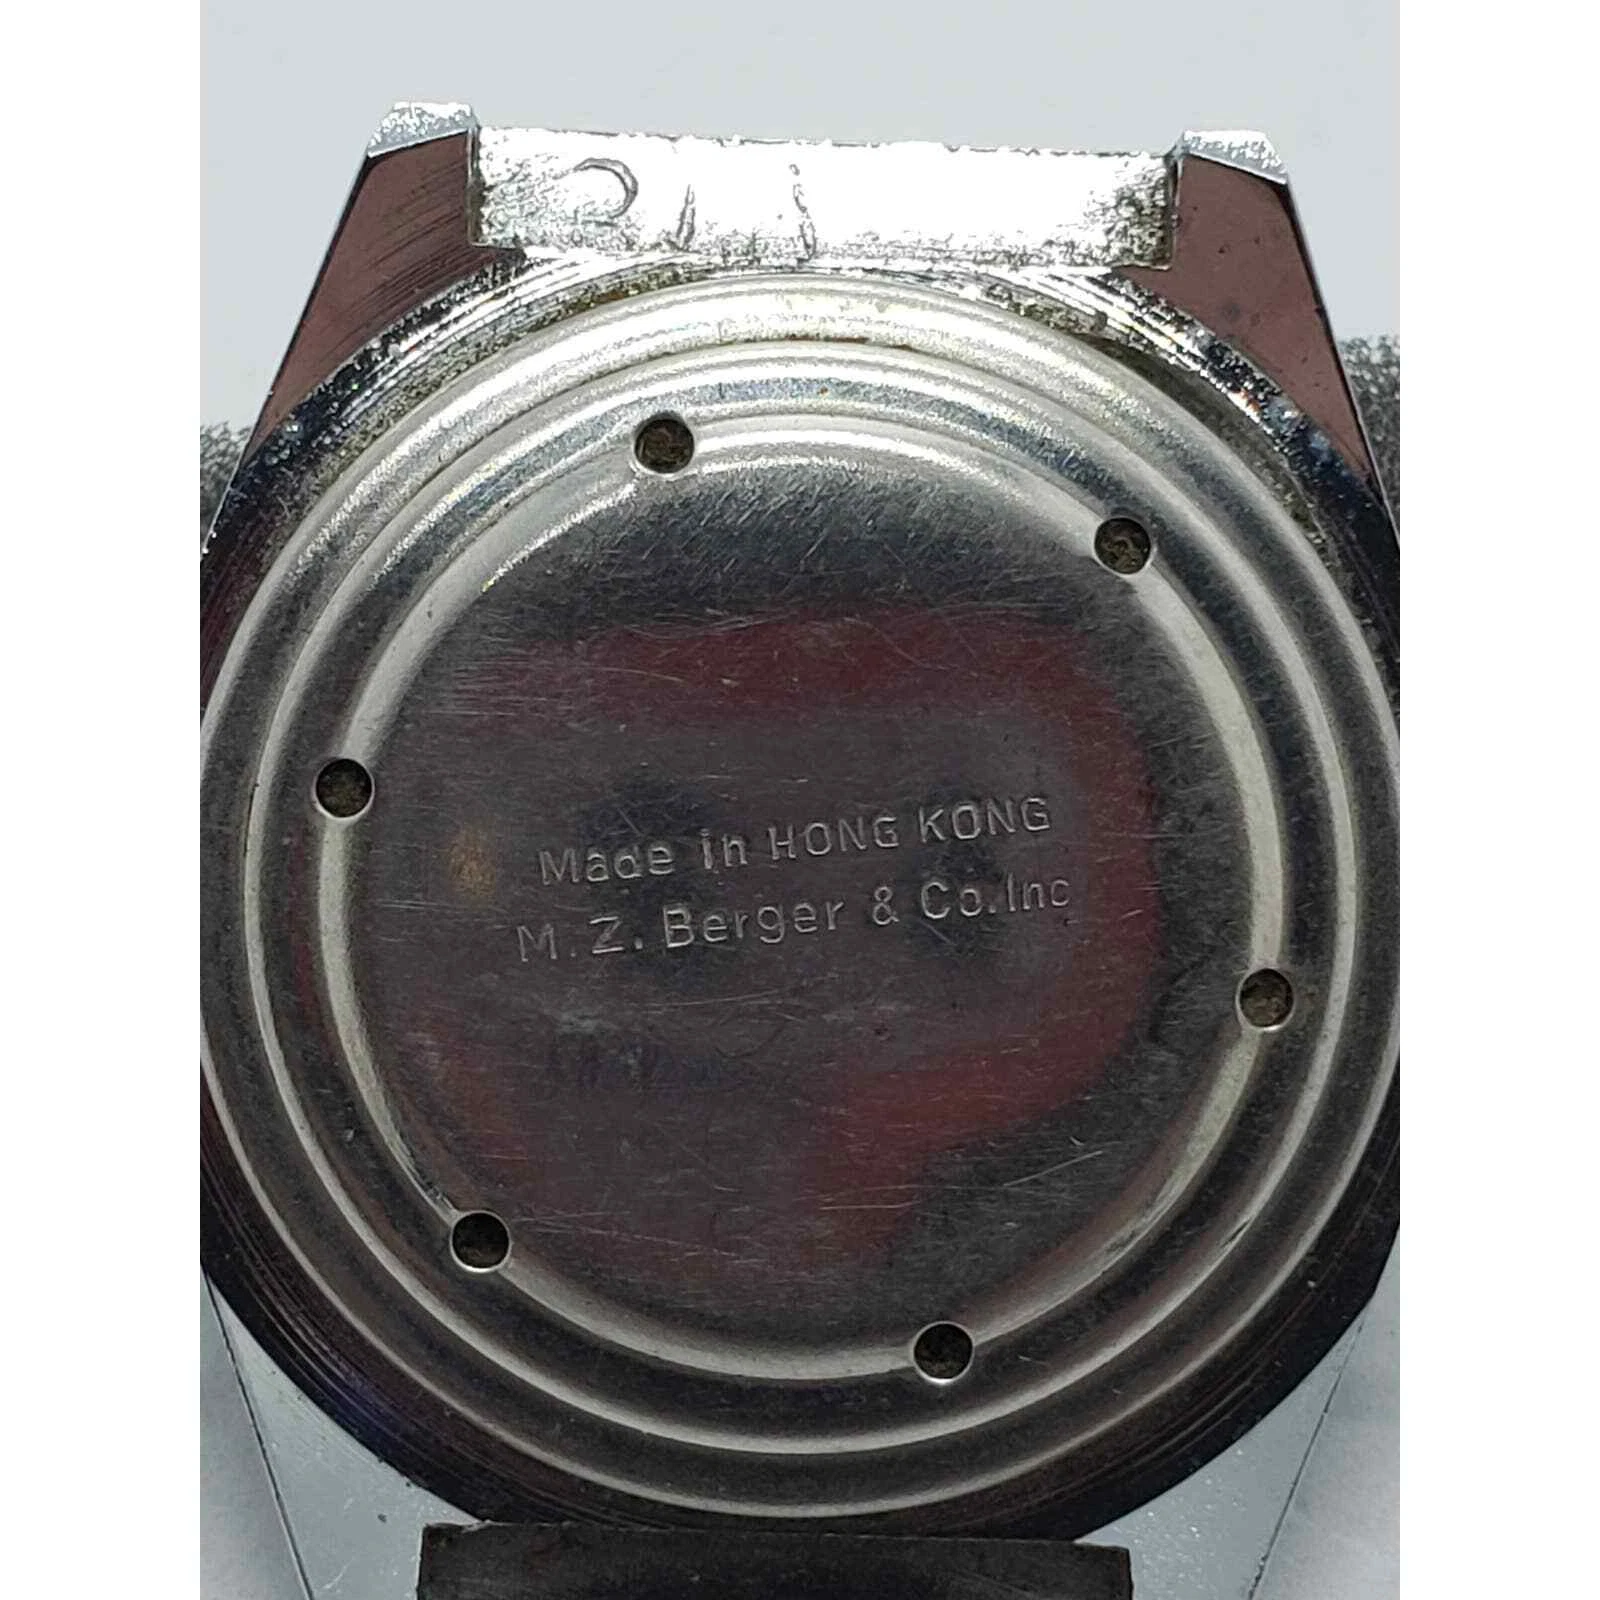 Made in HONG KONG
M. Z. Berger & Co. Inc